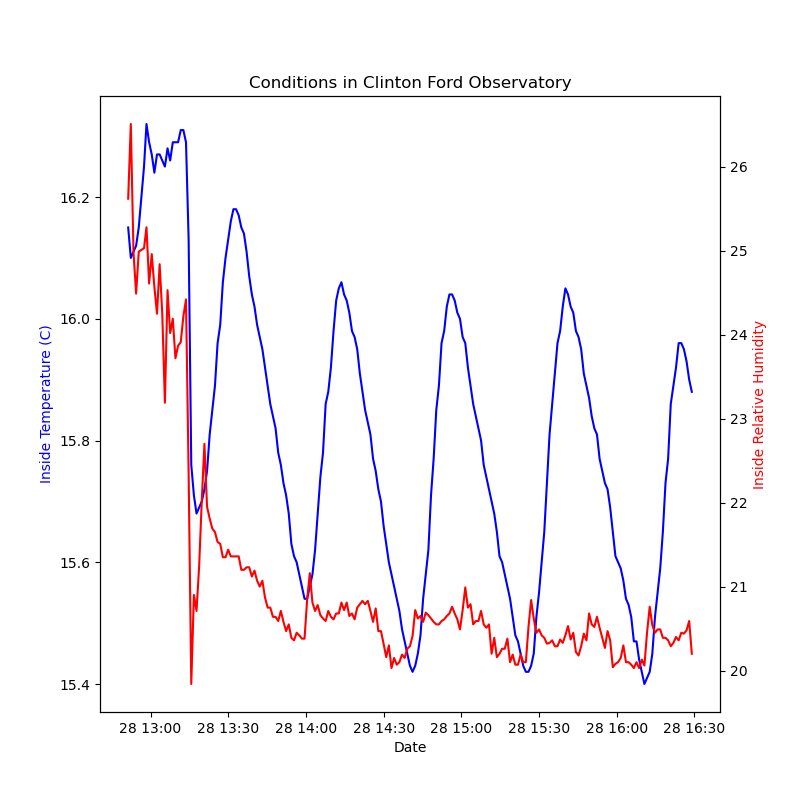 Conditions in Clinton Ford Observatory
16.2
16.0
15.8
15.6
15.4
Inside Temperature (C)
26
25
24
23
22
21
20
Inside Relative Humidity
28 13:00 28 13:30 28 14:00 28 14:30 28 15:00 28 15:30 28 16:00 28 16:30
Date